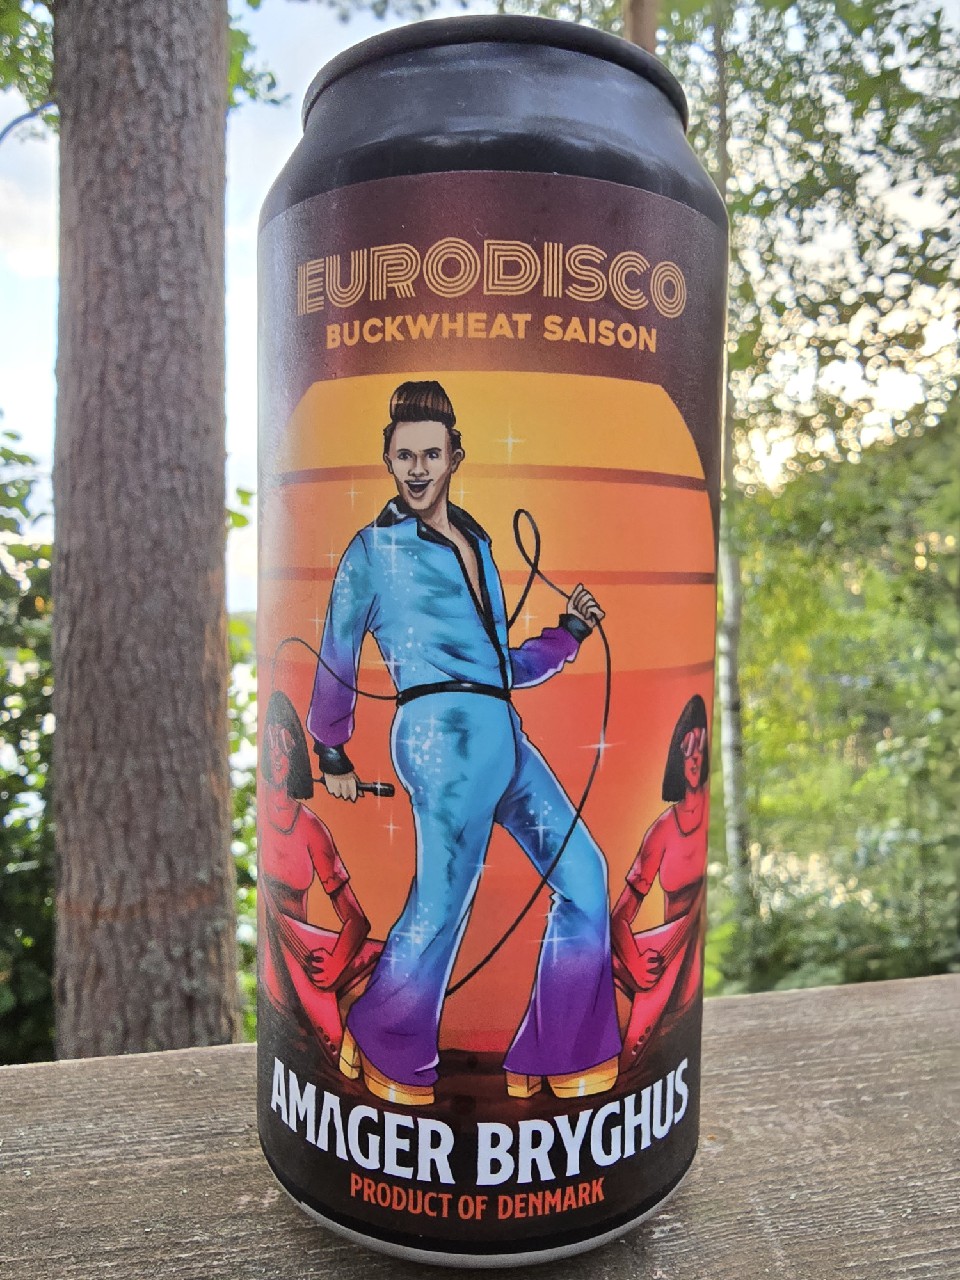 EURODISCO
BUCKWHEAT SAISON
AMAGER BRYGHUS
PRODUCT OF DENMARK